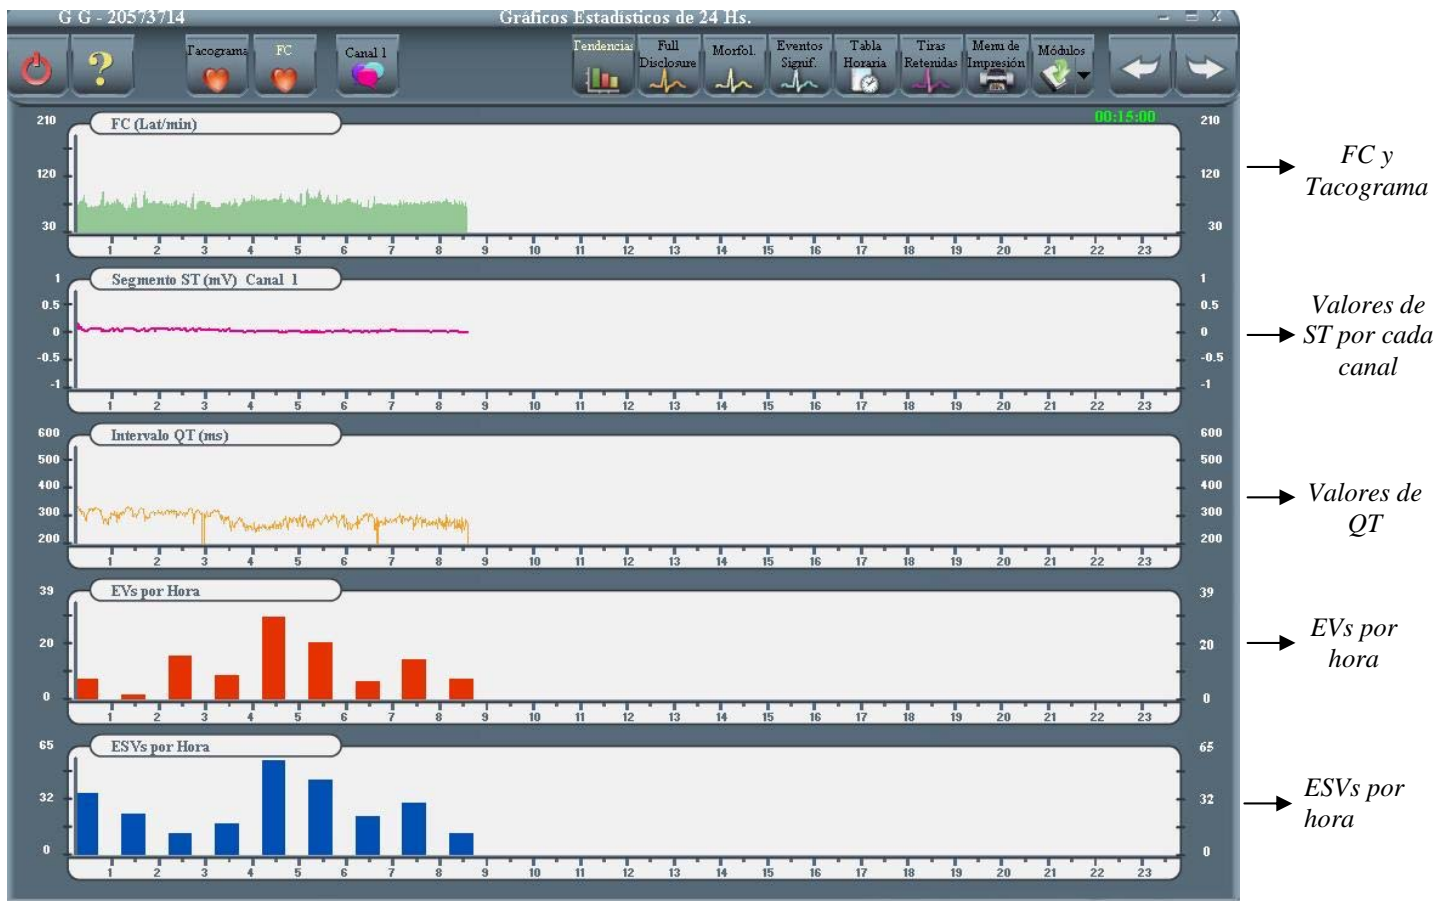 G G - 20573714
Gráficos Estadísticos de 24 Hs.
Tacograma
FC
Canal 1
Tendencias
Full
Disclosure
Morfol.
Eventos
Signif.
Tabla
Horaria
Tiras
Retenidas
Menu de
Impresión
Módulos
00:15:00
FC (Lat/min)
210
120
30
210
120
30
1 2 3 4 5 6 7 8 9 10 11 12 13 14 15 16 17 18 19 20 21 22 23
FC y
Tacograma
Segmento ST (mV) Canal 1
1
0.5
0
-0.5
-1
1
0.5
0
-0.5
-1
1 2 3 4 5 6 7 8 9 10 11 12 13 14 15 16 17 18 19 20 21 22 23
Valores de
ST por cada
canal
Intervalo QT (ms)
600
500
400
300
200
600
500
400
300
200
1 2 3 4 5 6 7 8 9 10 11 12 13 14 15 16 17 18 19 20 21 22 23
Valores de
QT
EVs por Hora
39
20
0
39
20
0
1 2 3 4 5 6 7 8 9 10 11 12 13 14 15 16 17 18 19 20 21 22 23
EVs por
hora
ESVs por Hora
65
32
0
65
32
0
1 2 3 4 5 6 7 8 9 10 11 12 13 14 15 16 17 18 19 20 21 22 23
ESVs por
hora